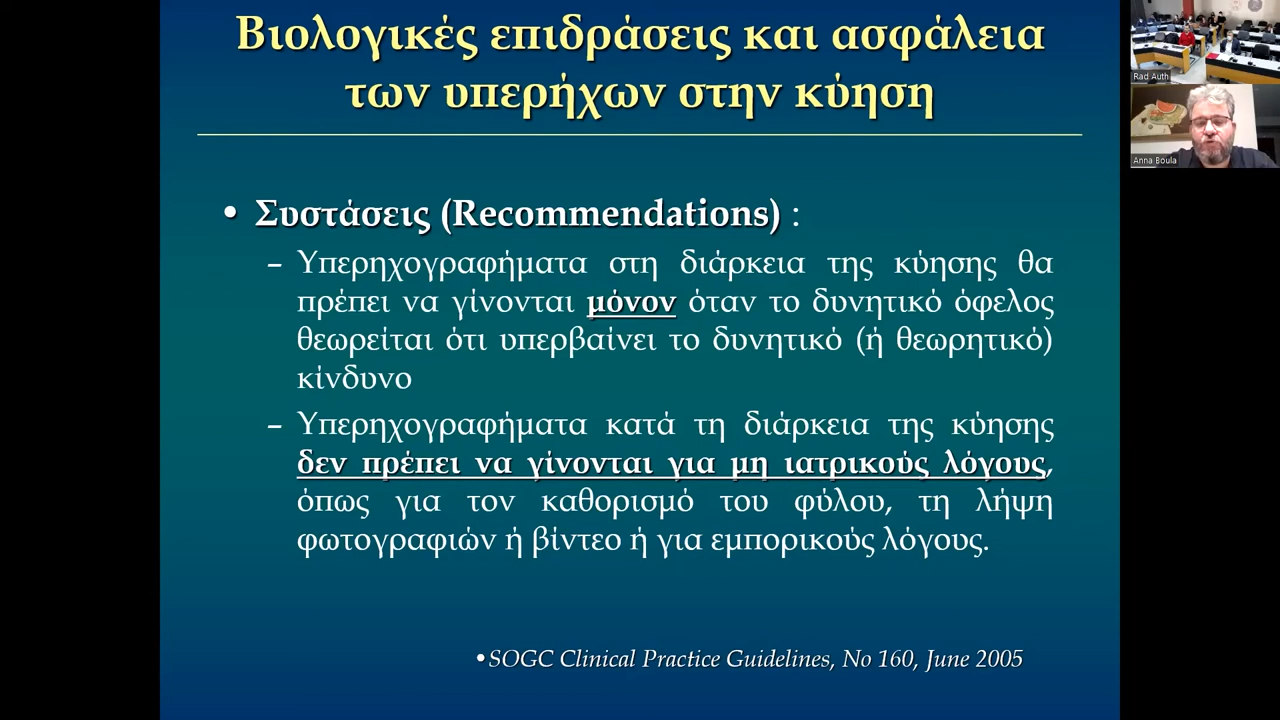 Βιολογικές επιδράσεις και ασφάλεια
των υπερήχων στην κύηση
• Συστάσεις (Recommendations) :
– Υπερηχογραφήματα στη διάρκεια της κύησης θα
πρέπει να γίνονται μόνον όταν το δυνητικό όφελος
θεωρείται ότι υπερβαίνει το δυνητικό (ή θεωρητικό)
κίνδυνο
– Υπερηχογραφήματα κατά τη διάρκεια της κύησης
δεν πρέπει να γίνονται για μη ιατρικούς λόγους,
όπως για τον καθορισμό του φύλου, τη λήψη
φωτογραφιών ή βίντεο ή για εμπορικούς λόγους.
•SOGC Clinical Practice Guidelines, No 160, June 2005
Rad Auth
Anna Boula